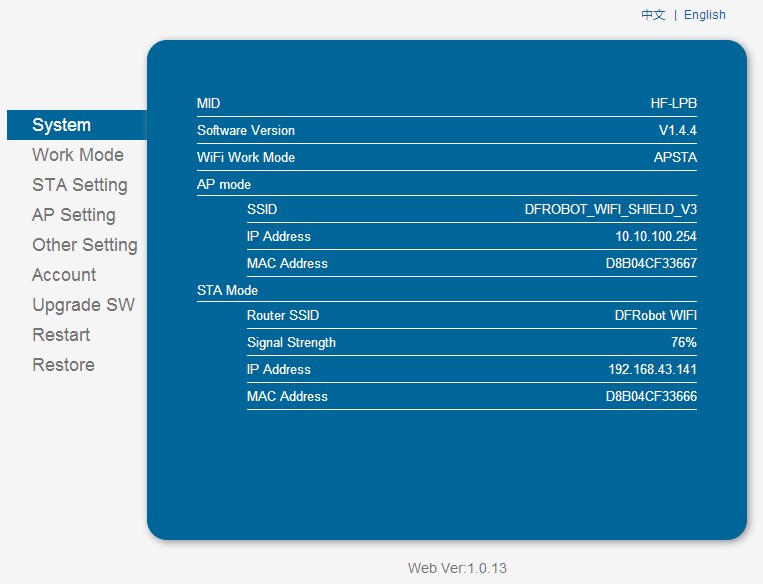 中文 | English
System
Work Mode
STA Setting
AP Setting
Other Setting
Account
Upgrade SW
Restart
Restore
MID HF-LPB
Software Version V1.4.4
WiFi Work Mode APSTA
AP mode
SSID DFROBOT_WIFI_SHIELD_V3
IP Address 10.10.100.254
MAC Address D8B04CF33667
STA Mode
Router SSID DFRobot WIFI
Signal Strength 76%
IP Address 192.168.43.141
MAC Address D8B04CF33666
Web Ver:1.0.13